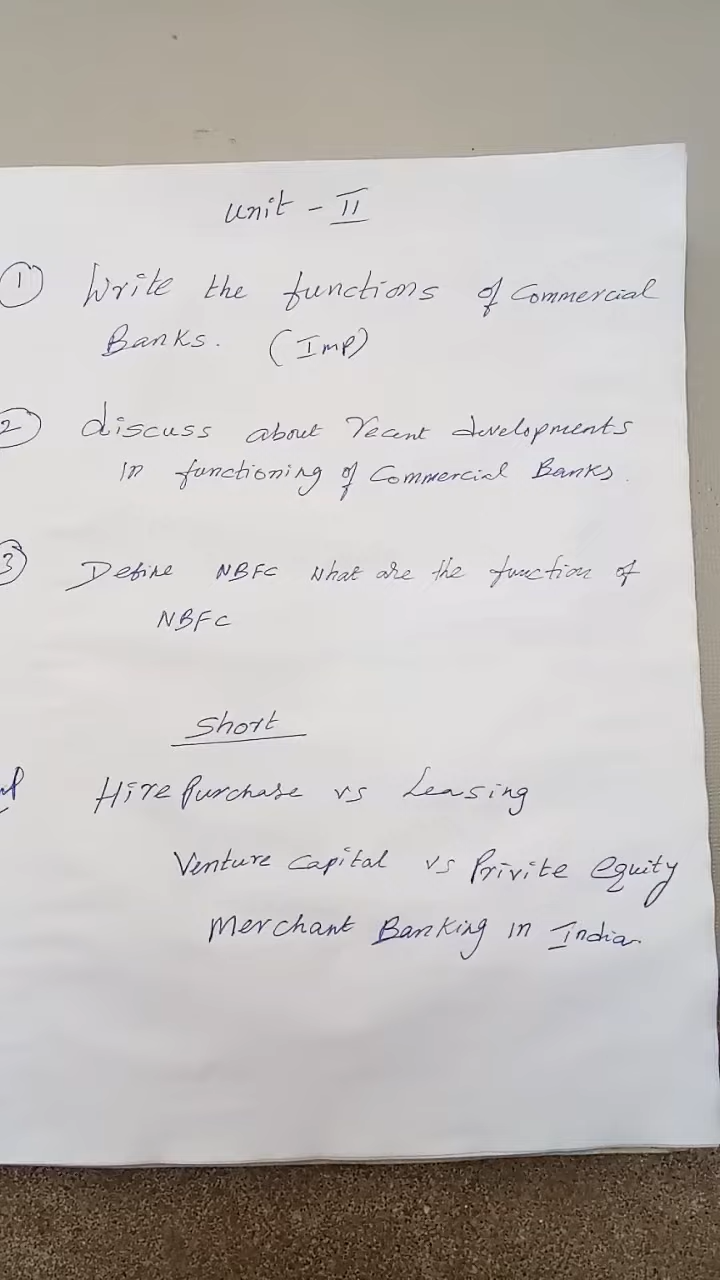 Unit - II
1 Write the functions of Commercial
Banks. (Imp)
2 discuss about recent developments
in functioning of Commercial Banks.
3 Define NBFC What are the function of
NBFC
Short
Hire Purchase vs Leasing
Venture Capital vs Privite equity
Merchant Banking in India.